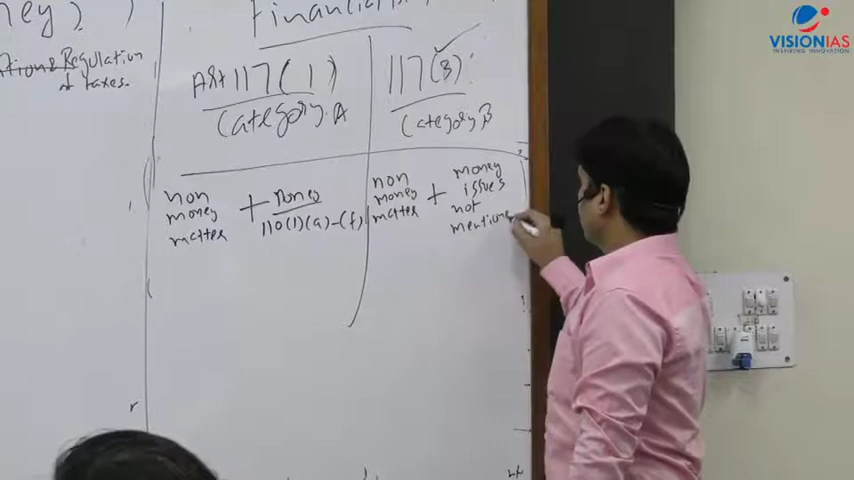 ney).
Regulation
of taxes.
Financial
Art 117(1)
Category A
117(3)
Category B
non
money
matter
+
money
110(1)(a)-(f)
non
money
matter
+
money
issues
not
mentione
VISIONIAS
INSPIRING INNOVATION